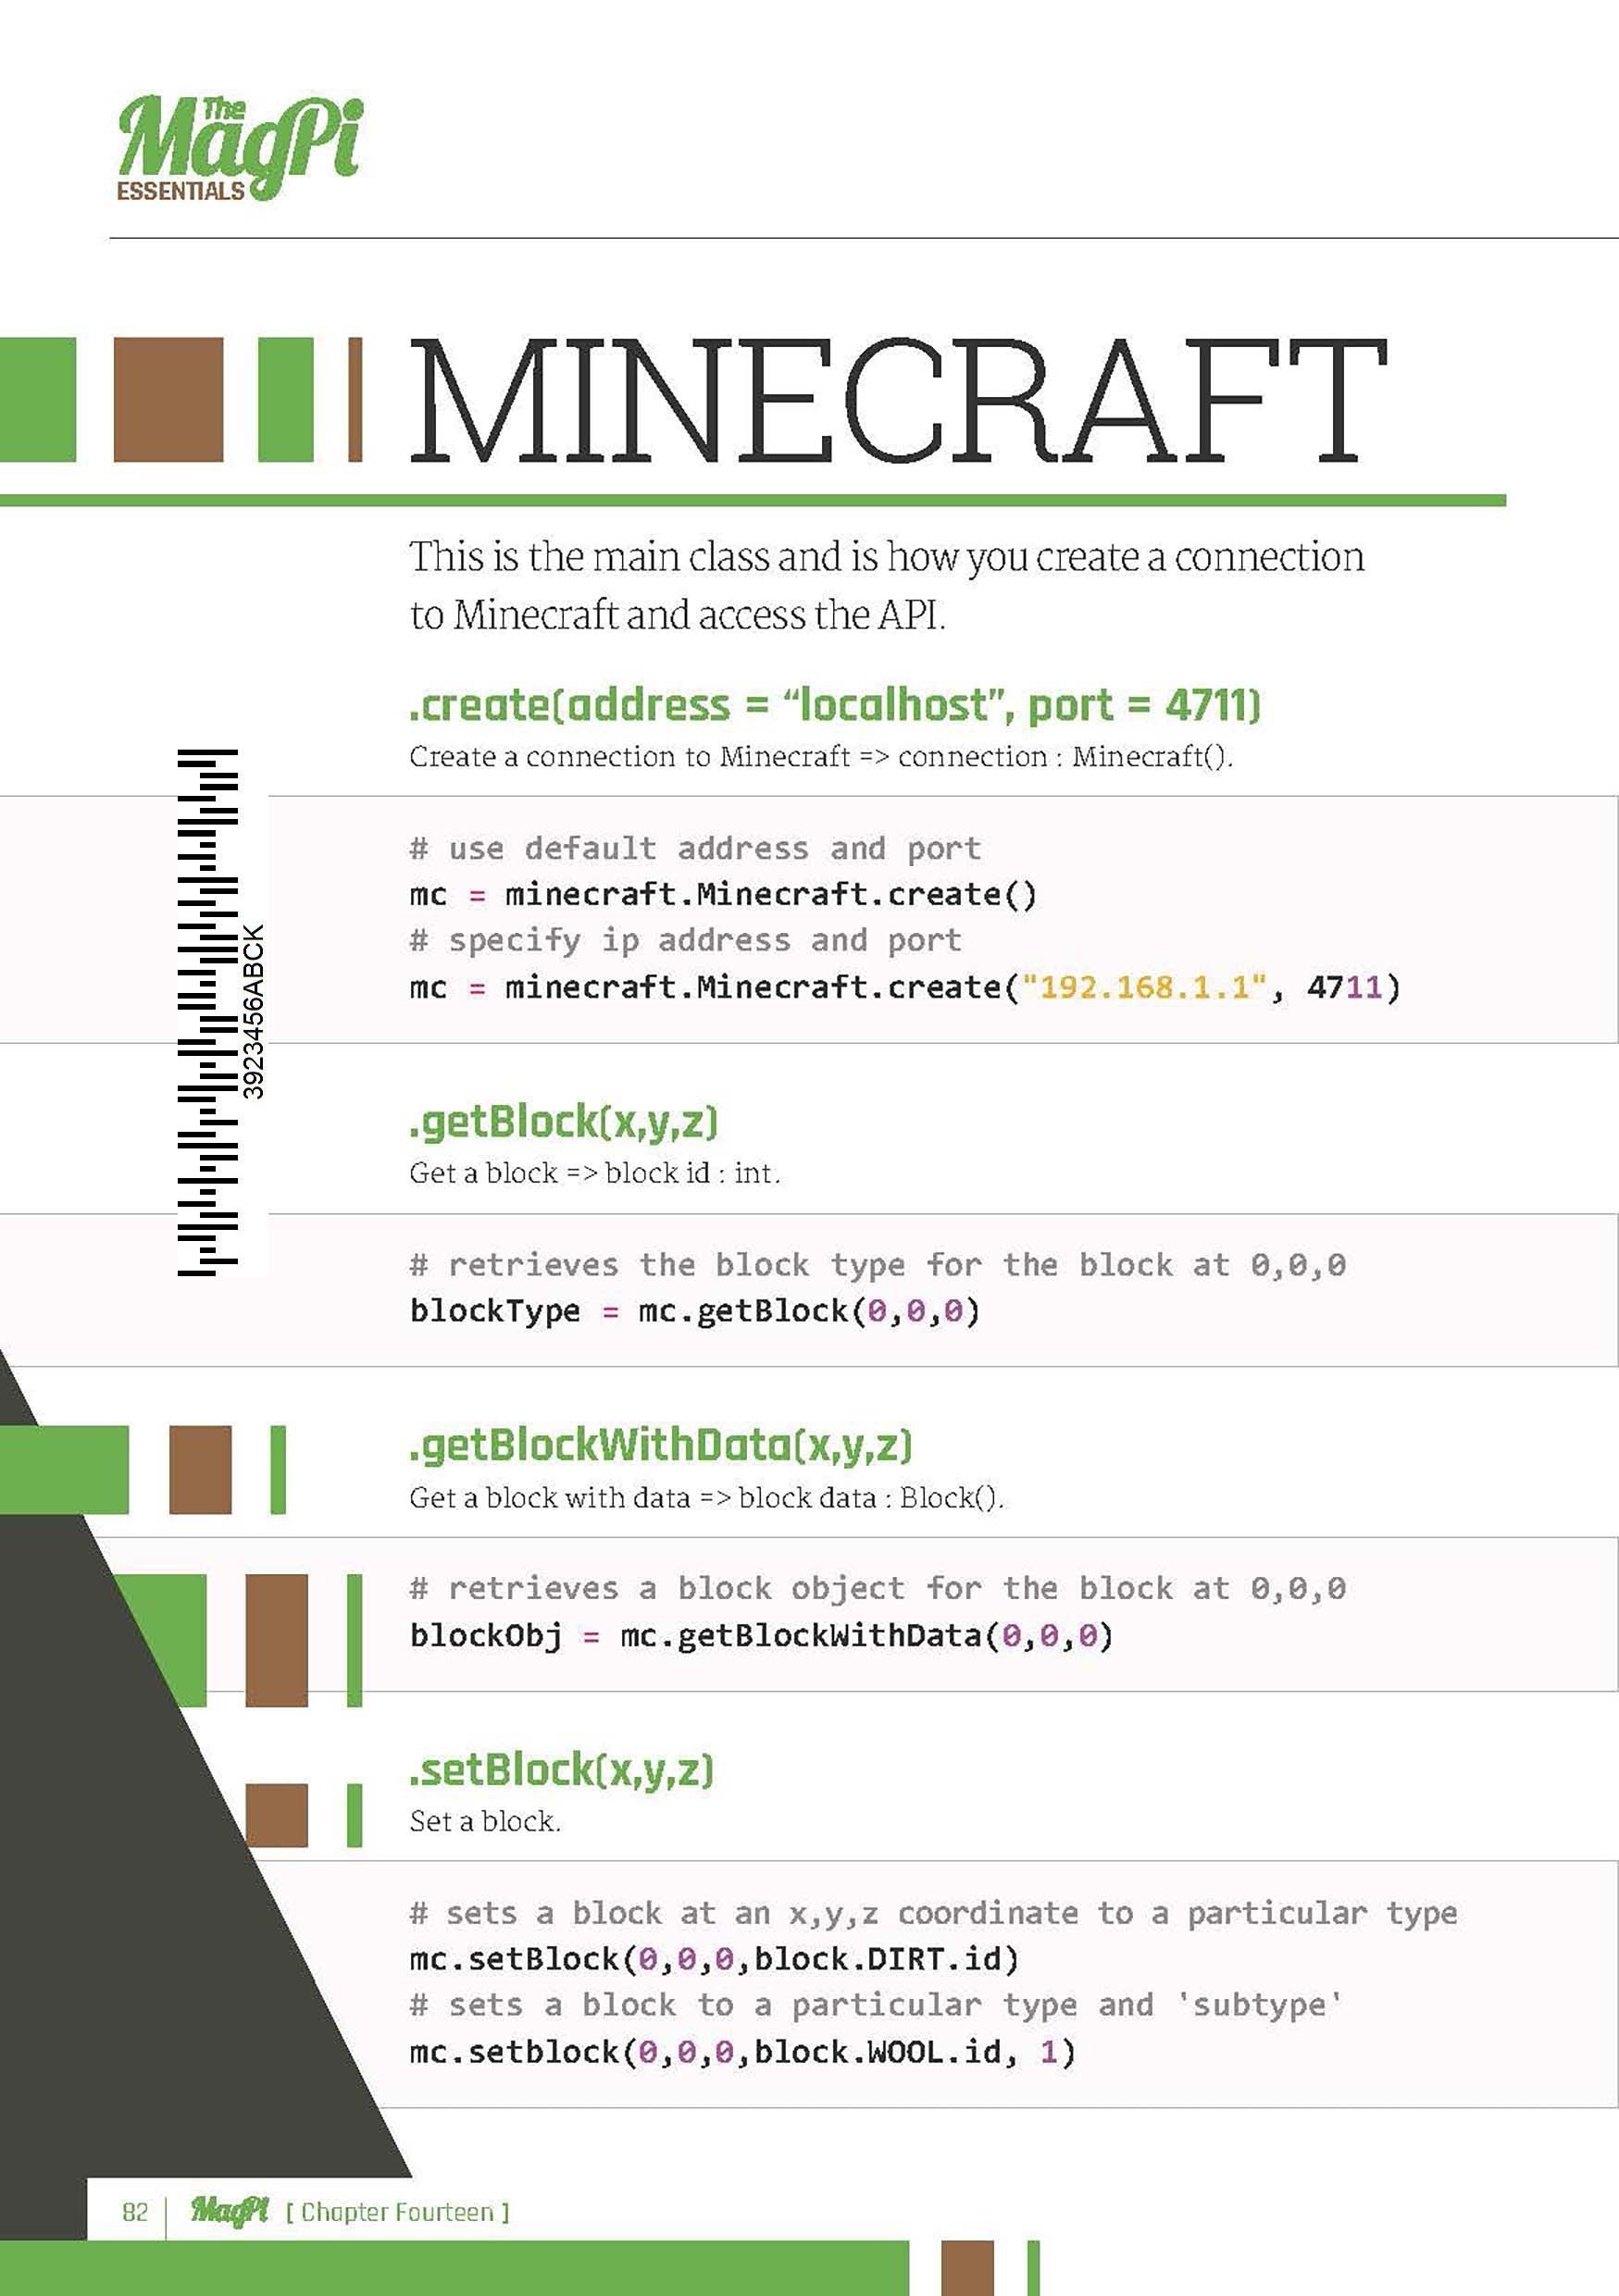 The
MagPi
ESSENTIALS
MINECRAFT
This is the main class and is how you create a connection
to Minecraft and access the API.
.create(address = “localhost”, port = 4711)
Create a connection to Minecraft => connection : Minecraft().
# use default address and port
mc = minecraft.Minecraft.create()
# specify ip address and port
mc = minecraft.Minecraft.create("192.168.1.1", 4711)
3923456ABCK
.getBlock(x,y,z)
Get a block => block id : int.
# retrieves the block type for the block at 0,0,0
blockType = mc.getBlock(0,0,0)
.getBlockWithData(x,y,z)
Get a block with data => block data : Block().
# retrieves a block object for the block at 0,0,0
blockObj = mc.getBlockWithData(0,0,0)
.setBlock(x,y,z)
Set a block.
# sets a block at an x,y,z coordinate to a particular type
mc.setBlock(0,0,0,block.DIRT.id)
# sets a block to a particular type and 'subtype'
mc.setblock(0,0,0,block.WOOL.id, 1)
82 MagPi [ Chapter Fourteen ]